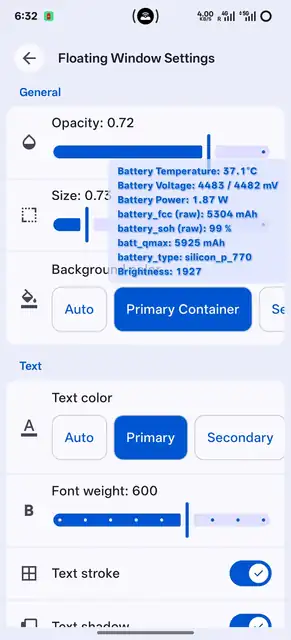 6:32
4.00
KB/S
R
4G
5G
Floating Window Settings
General
Opacity: 0.72
Battery Temperature: 37.1°C
Battery Voltage: 4483 / 4482 mV
Size: 0.73
Battery Power: 1.87 W
battery_fcc (raw): 5304 mAh
battery_soh (raw): 99 %
batt_qmax: 5925 mAh
battery_type: silicon_p_770
Background
Brightness: 1927
Auto
Primary Container
Se
Text
Text color
A
Auto
Primary
Secondary
B
Font weight: 600
Text stroke
Text shadow